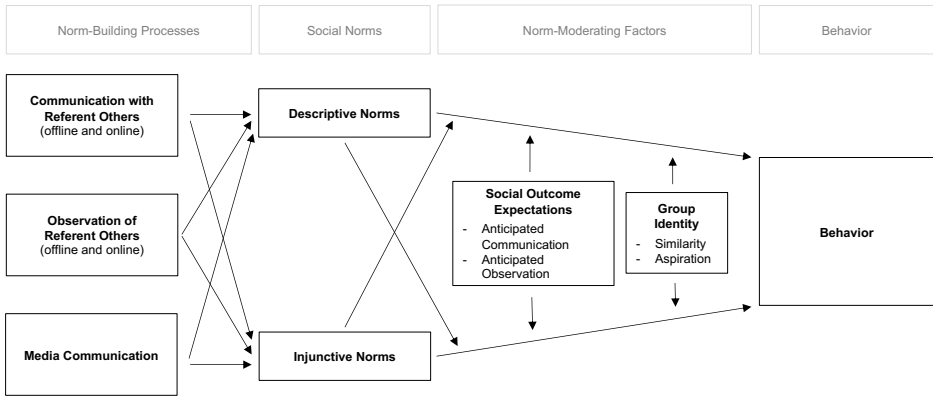 Norm-Building Processes
Social Norms
Norm-Moderating Factors
Behavior
Communication with
Referent Others
(offline and online)
Descriptive Norms
Social Outcome
Expectations
- Anticipated
Communication
- Anticipated
Observation
Group
Identity
- Similarity
- Aspiration
Behavior
Observation of
Referent Others
(offline and online)
Media Communication
Injunctive Norms